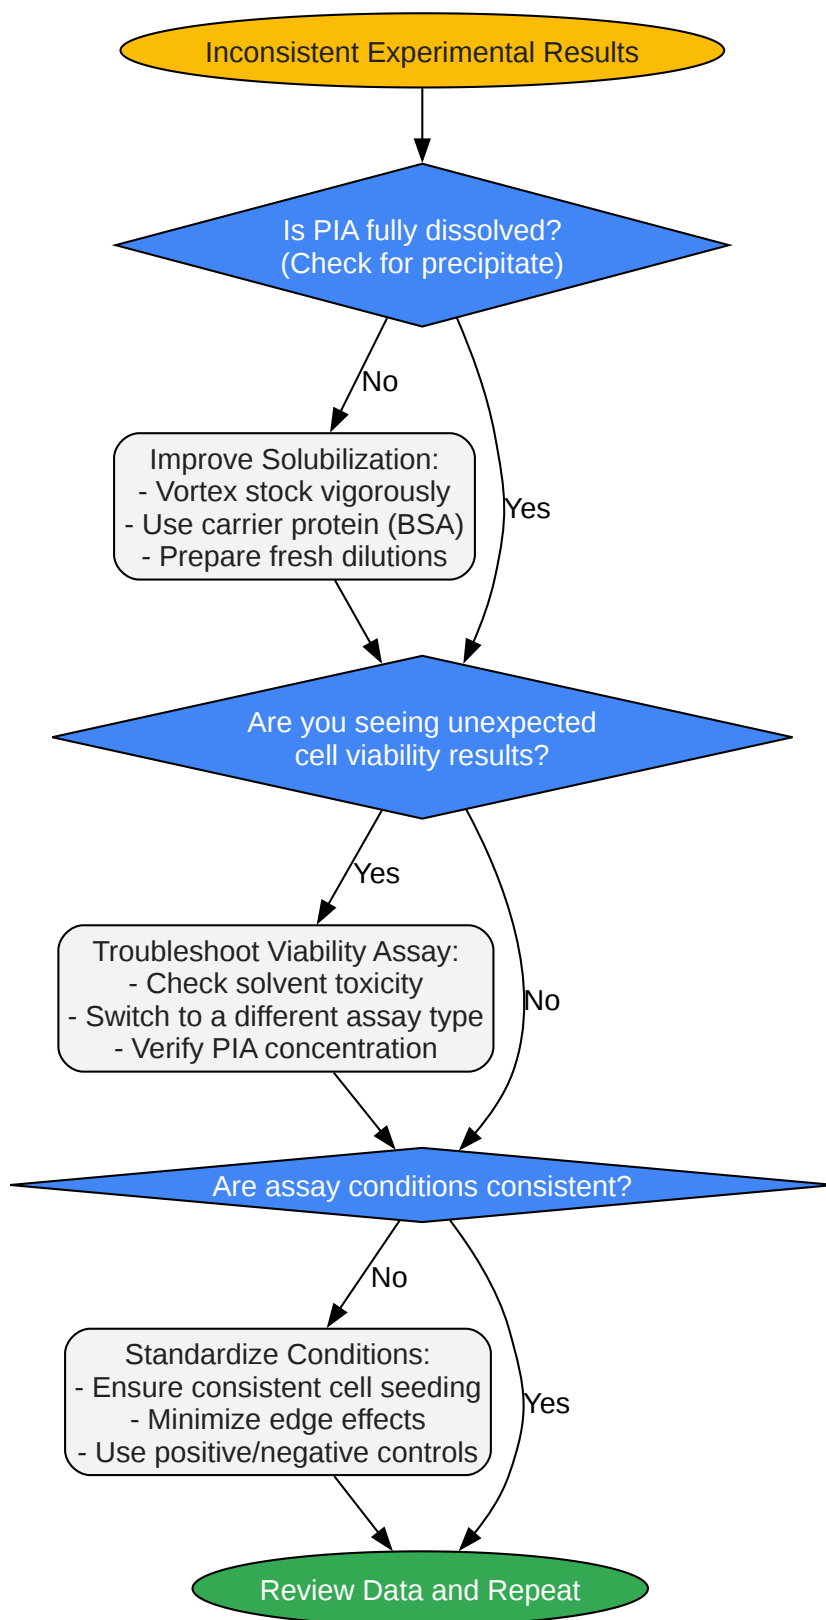 Inconsistent Experimental Results
Is PIA fully dissolved?
(Check for precipitate)
No
Improve Solubilization:
- Vortex stock vigorously
- Use carrier protein (BSA)
- Prepare fresh dilutions
Yes
Are you seeing unexpected
cell viability results?
Yes
Troubleshoot Viability Assay:
- Check solvent toxicity
- Switch to a different assay type
- Verify PIA concentration
No
Are assay conditions consistent?
No
Standardize Conditions:
- Ensure consistent cell seeding
- Minimize edge effects
- Use positive/negative controls
Yes
Review Data and Repeat